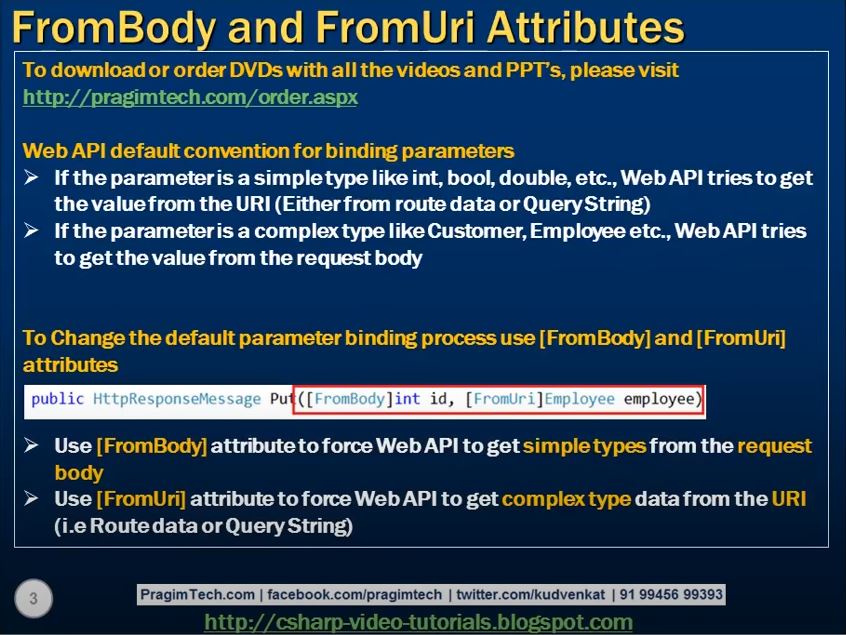 FromBody and FromUri Attributes
To download or order DVDs with all the videos and PPT's, please visit
http://pragimtech.com/order.aspx
Web API default convention for binding parameters
If the parameter is a simple type like int, bool, double, etc., Web API tries to get
the value from the URI (Either from route data or Query String)
If the parameter is a complex type like Customer, Employee etc., Web API tries
to get the value from the request body
To Change the default parameter binding process use [FromBody] and [FromUri]
attributes
public HttpResponseMessage Put([FromBody]int id, [FromUri]Employee employee)
Use [FromBody] attribute to force Web API to get simple types from the request
body
Use [FromUri] attribute to force Web API to get complex type data from the URI
(i.e Route data or Query String)
3
PragimTech.com | facebook.com/pragimtech | twitter.com/kudvenkat | 91 99456 99393
http://csharp-video-tutorials.blogspot.com